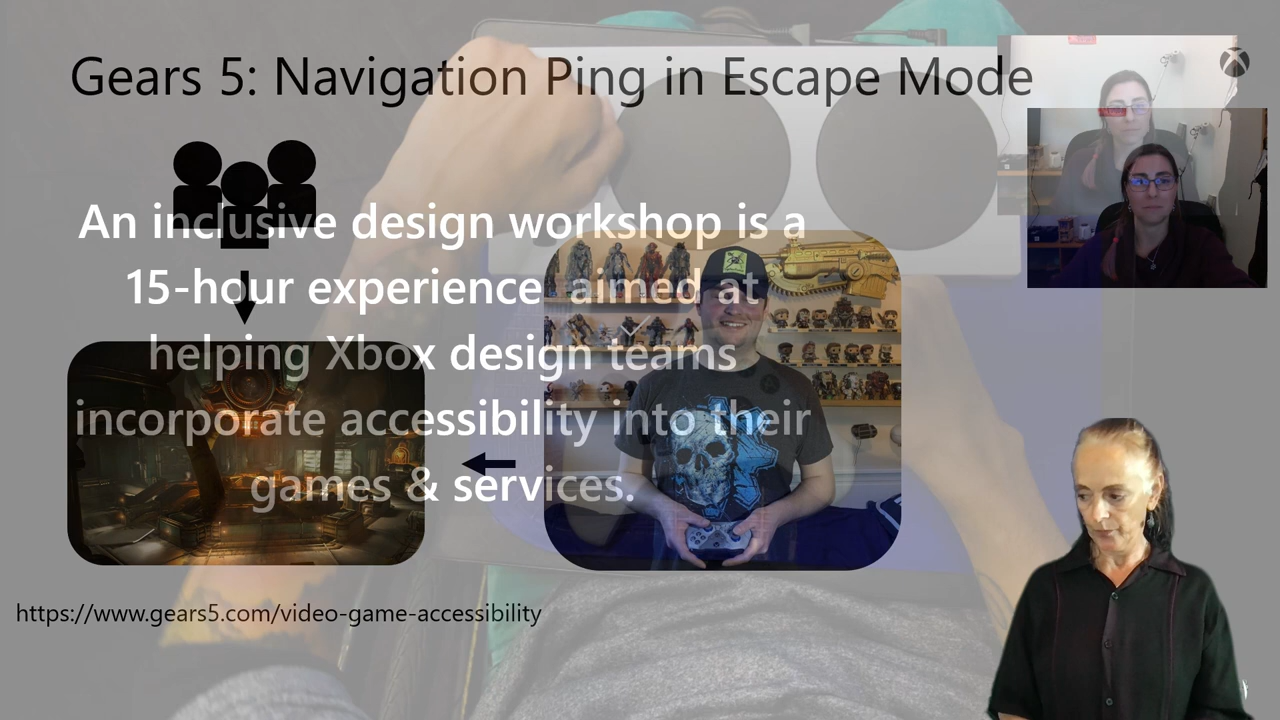 Gears 5: Navigation Ping in Escape Mode
An inclusive design workshop is a
15-hour experience aimed at
helping Xbox design teams
incorporate accessibility into their
games & services.
https://www.gears5.com/video-game-accessibility